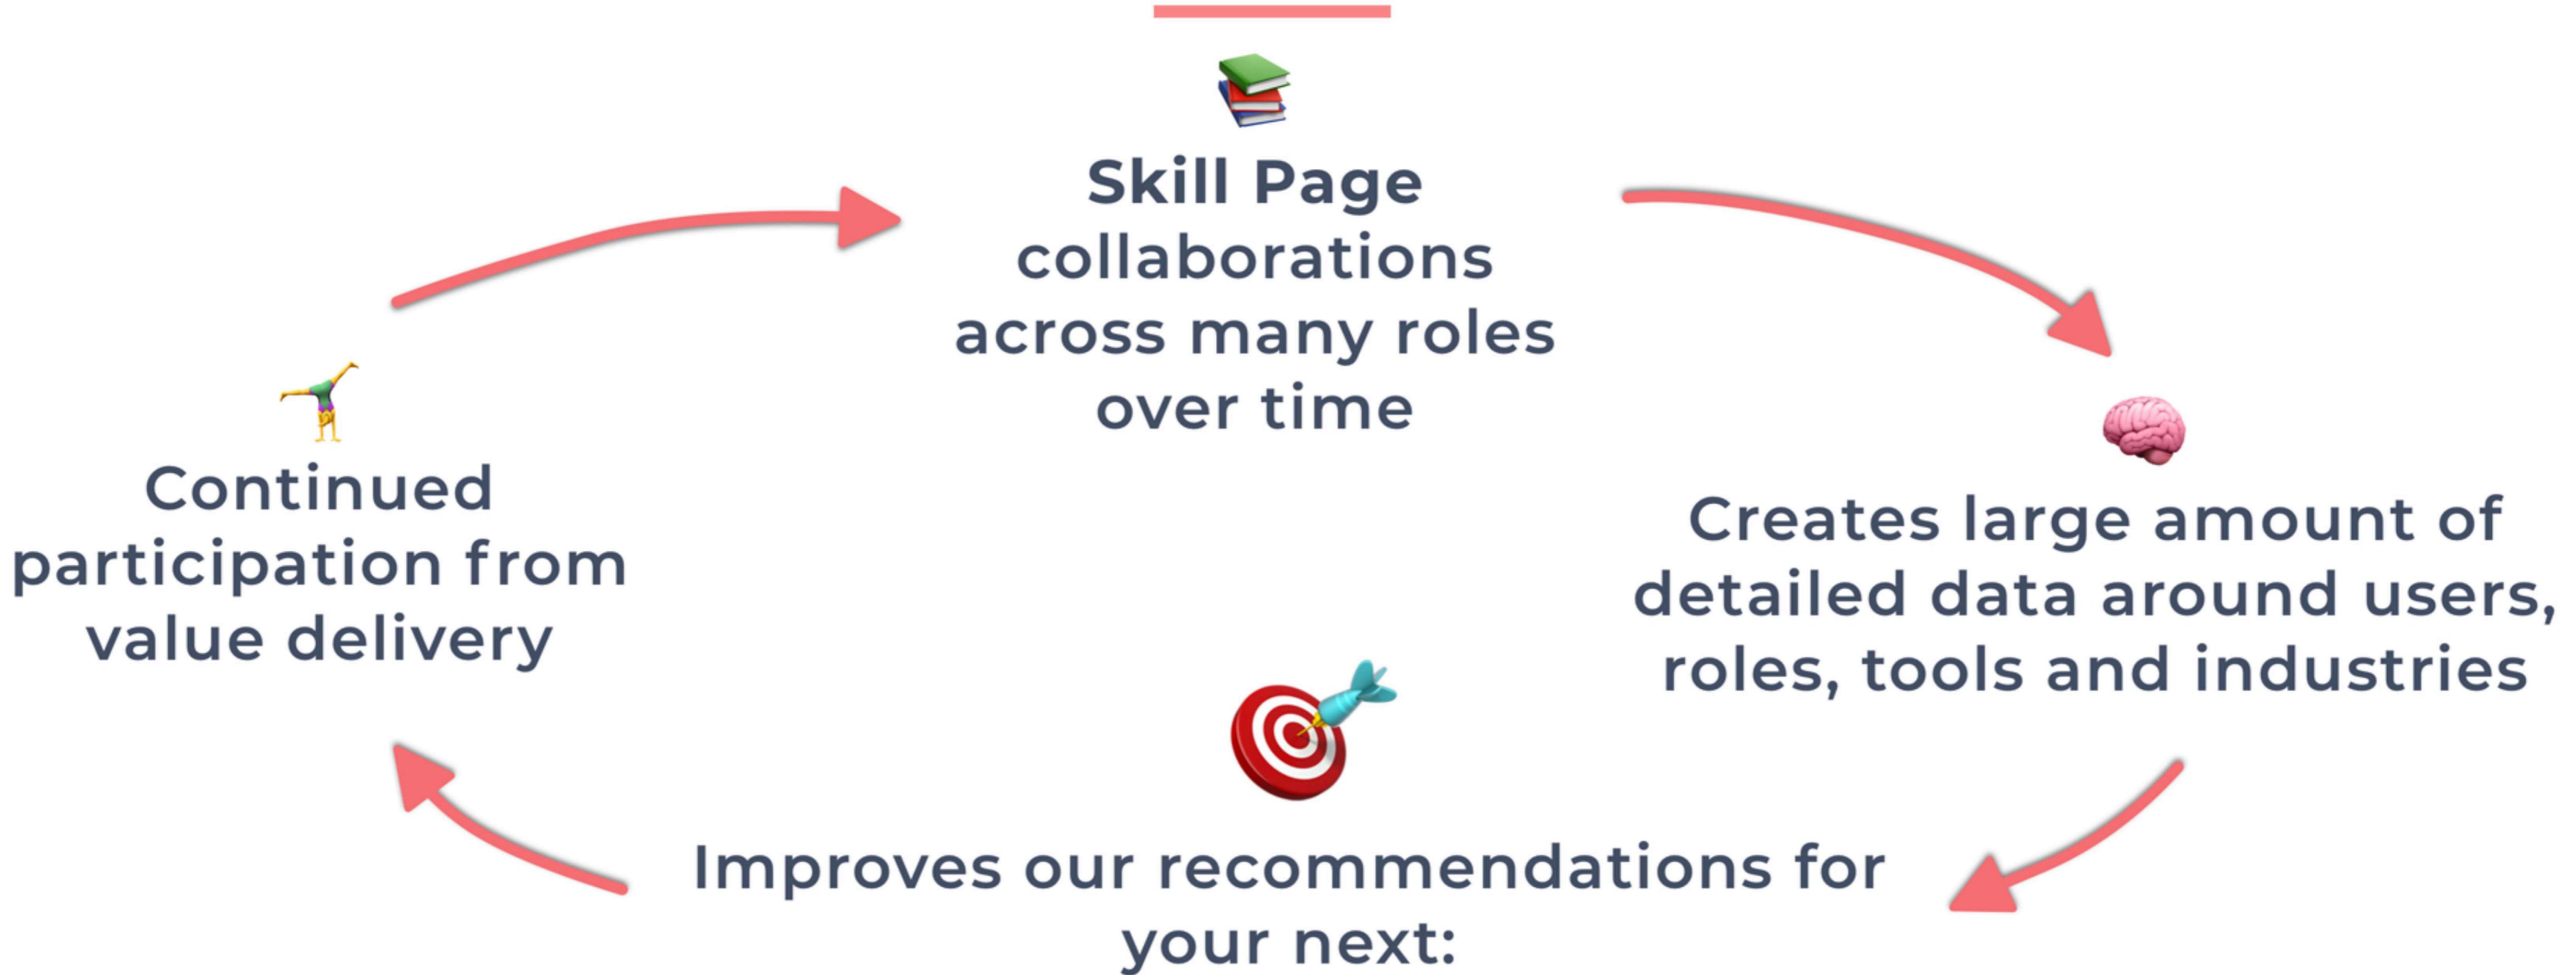 Skill Page
collaborations
across many roles
over time
Creates large amount of
detailed data around users,
roles, tools and industries
Improves our recommendations for
your next:
Continued
participation from
value delivery